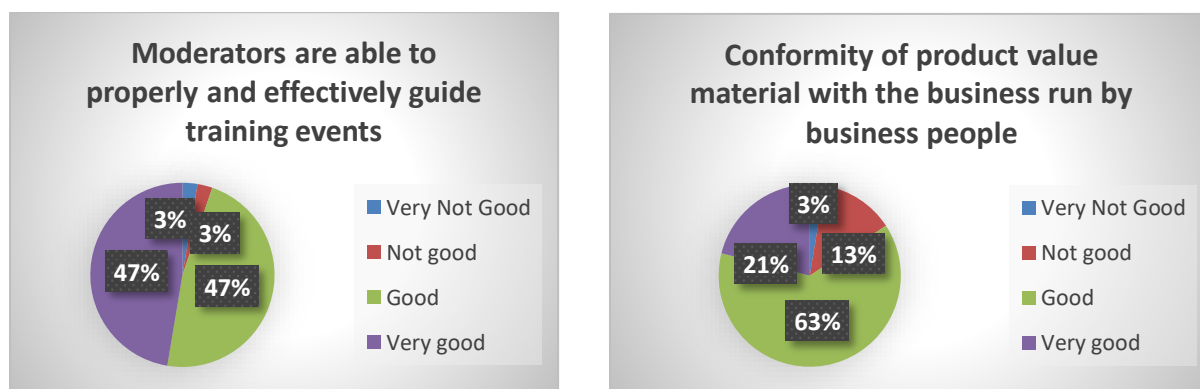 Moderators are able to
properly and effectively guide
training events
3%
3%
47%
47%
Very Not Good
Not good
Good
Very good
Conformity of product value
material with the business run by
business people
3%
13%
21%
63%
Very Not Good
Not good
Good
Very good